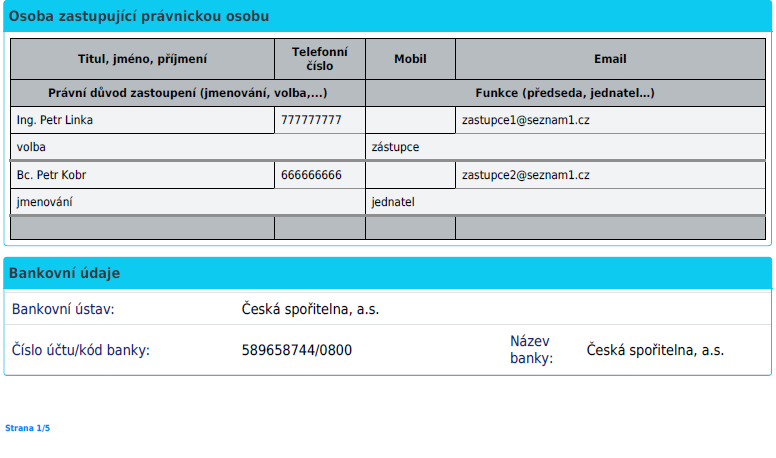 Osoba zastupující právnickou osobu
Titul, jméno, příjmení Telefonní číslo Mobil Email
Právní důvod zastoupení (jmenování, volba,...) Funkce (předseda, jednatel...)
Ing. Petr Linka 777777777 zastupce1@seznam1.cz
volba zástupce
Bc. Petr Kobr 666666666 zastupce2@seznam1.cz
jmenování jednatel
Bankovní údaje
Bankovní ústav: Česká spořitelna, a.s.
Číslo účtu/kód banky: 589658744/0800 Název banky: Česká spořitelna, a.s.
Strana 1/5